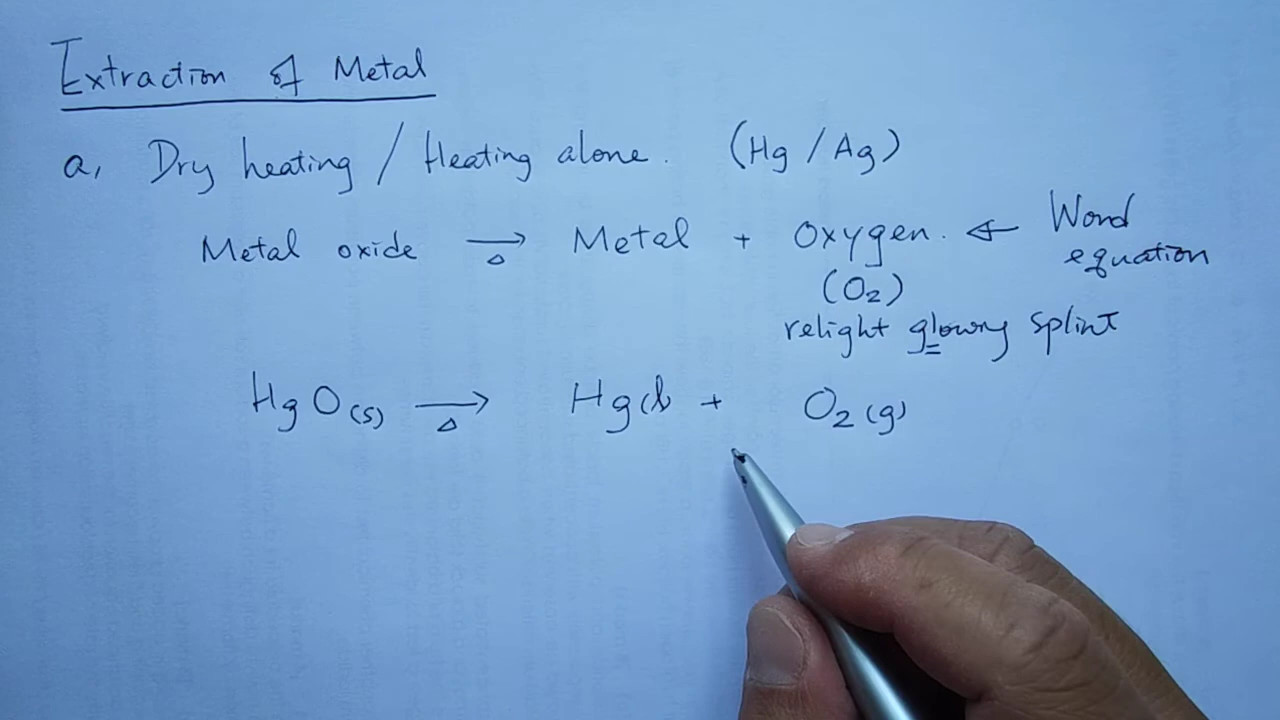 Extraction of Metal
a, Dry heating / Heating alone. (Hg / Ag)
Metal oxide → Metal + Oxygen. ← Word equation
Δ
(O₂)
relight glowing splint
HgO(s) → Hg(l) + O₂(g)
Δ